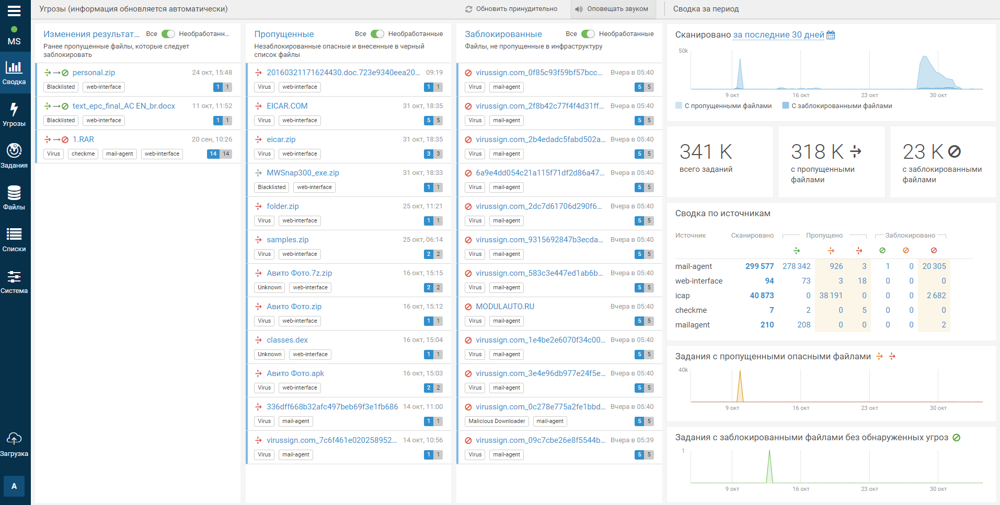 MS
Сводка
Угрозы
Задания
Файлы
Списки
Система
Загрузка
A
Угрозы (информация обновляется автоматически)
Обновить принудительно
Оповещать звуком
Сводка за период
Изменения результат... Все Необработанн...
Ранее пропущенные файлы, которые следует
заблокировать
personal.zip 24 окт, 15:48
Blacklisted web-interface 1 1
text_epc_final_AC EN_br.docx 11 окт, 11:52
Blacklisted web-interface 1 1
1.RAR 20 сен, 10:26
Virus checkme mail-agent web-interface 14 14
Пропущенные Все Необработанные
Незаблокированные опасные и внесенные в черный
список файлы
20160321171624430.doc.723e9340eea20... 09:19
Virus web-interface 1 1
EICAR.COM 31 окт, 18:35
Virus web-interface 5 5
eicar.zip 31 окт, 18:35
Virus web-interface 3 3
MWSnap300_exe.zip 31 окт, 18:33
Blacklisted web-interface 1 1
folder.zip 25 окт, 11:21
Virus web-interface 1 1
samples.zip 25 окт, 06:14
Virus web-interface 2 2
Авито Фото.7z.zip 16 окт, 15:15
Unknown web-interface 2 2
Авито Фото.zip 16 окт, 15:12
Virus web-interface 1 1
classes.dex 16 окт, 15:04
Unknown web-interface 1 1
Авито Фото.apk 16 окт, 15:03
Virus web-interface 2 2
336dff668b32afc497beb69f3e1fb686 14 окт, 11:00
Virus mail-agent 1 1
virussign.com_7c6f461e020258952... 14 окт, 10:56
Virus mail-agent 1 1
Заблокированные Все Необработанные
Файлы, не пропущенные в инфраструктуру
virussign.com_0f85c93f59bf57bcc... Вчера в 05:40
Virus mail-agent 5 5
virussign.com_2f8b42c77f4f4d31ff... Вчера в 05:40
Virus mail-agent 5 5
virussign.com_2b4edadc5fabd502a... Вчера в 05:40
Virus mail-agent 5 5
6a9e4dd054c21a115f71df2d86a47... Вчера в 05:40
Virus mail-agent 5 5
virussign.com_2dc7d61706d290f6... Вчера в 05:40
Virus mail-agent 5 5
virussign.com_9315692847b3ecda... Вчера в 05:40
Virus mail-agent 5 5
virussign.com_583c3e447ed1ab6b... Вчера в 05:40
Virus mail-agent 5 5
MODULAUTO.RU Вчера в 05:40
Virus mail-agent 5 5
virussign.com_1e4be2e6070f34c00... Вчера в 05:40
Virus mail-agent 5 5
virussign.com_3e4e96db977e24f5e... Вчера в 05:40
Virus mail-agent 5 5
virussign.com_0c278e775a2fe1bbd... Вчера в 05:40
Malicious Downloader mail-agent 5 5
virussign.com_09c7cbe26e8f5544b... Вчера в 05:39
Virus mail-agent 5 5
Сканировано за последние 30 дней
50k
9 окт 16 окт 23 окт 30 окт
С пропущенными файлами С заблокированными файлами
341 K
всего заданий
318 K
с пропущенными
файлами
23 K
с заблокированными
файлами
Сводка по источникам
Источник Сканировано Пропущено Заблокировано
mail-agent 299 577 278 342 926 3 1 0 20 305
web-interface 94 73 3 18 0 0 0
icap 40 873 0 38 191 0 0 0 2 682
checkme 7 2 0 5 0 0 0
mailagent 210 208 0 0 0 0 2
Задания с пропущенными опасными файлами
40k
9 окт 16 окт 23 окт 30 окт
Задания с заблокированными файлами без обнаруженных угроз
1
9 окт 16 окт 23 окт 30 окт